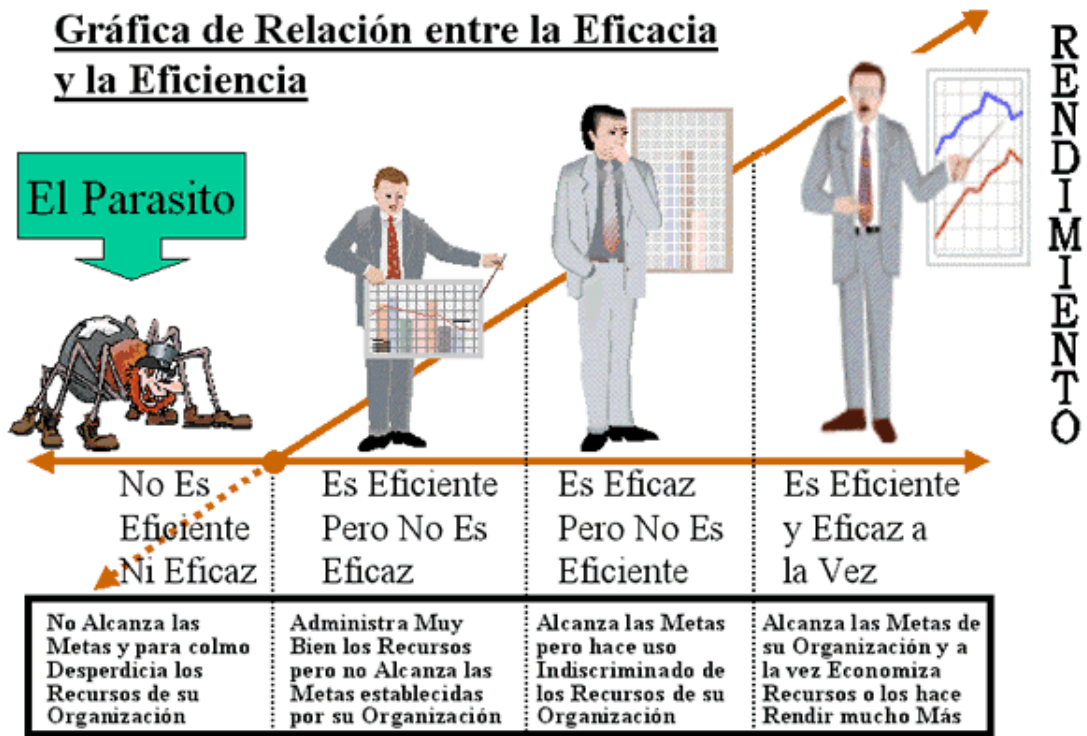 Gráfica de Relación entre la Eficacia
y la Eficiencia
RENDIMIENTO
El Parasito
No Es
Eficiente
Ni Eficaz
Es Eficiente
Pero No Es
Eficaz
Es Eficaz
Pero No Es
Eficiente
Es Eficiente
y Eficaz a
la Vez
No Alcanza las
Metas y para colmo
Desperdicia los
Recursos de su
Organización
Administra Muy
Bien los Recursos
pero no Alcanza las
Metas establecidas
por su Organización
Alcanza las Metas
pero hace uso
Indiscriminado de
los Recursos de su
Organización
Alcanza las Metas de
su Organización y a
la vez Economiza
Recursos o los hace
Rendir mucho Más